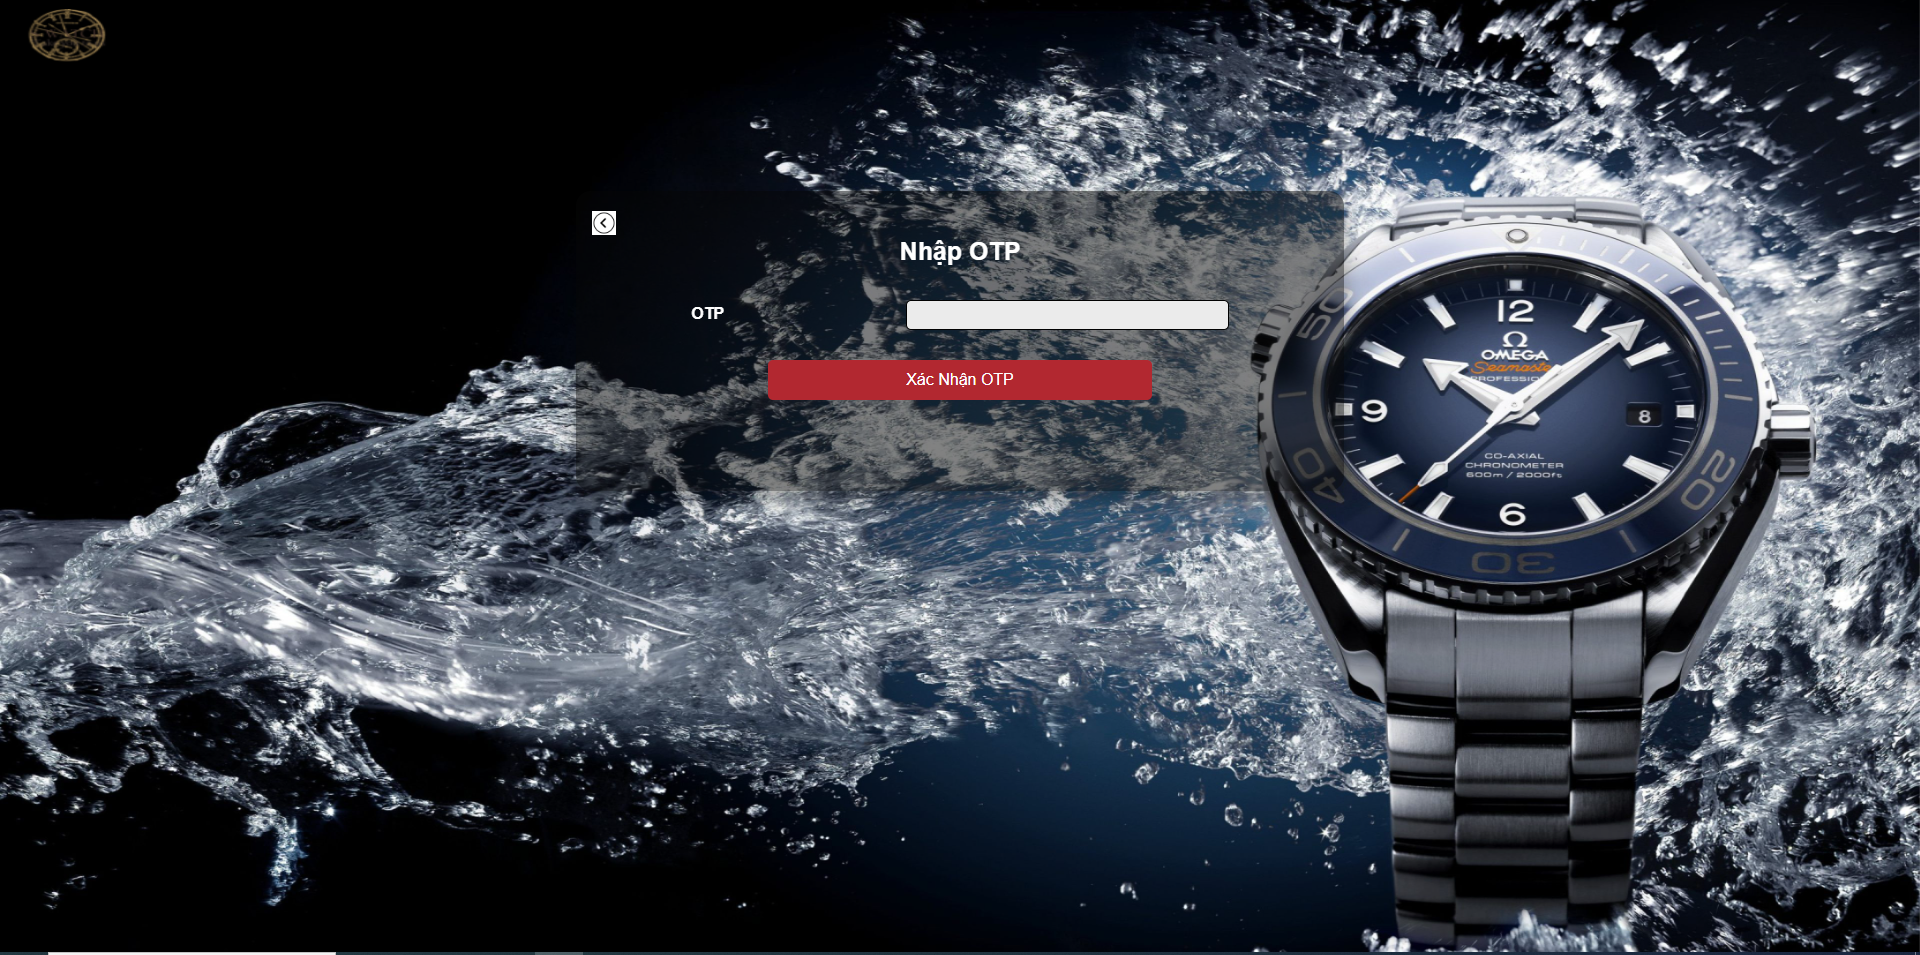 Nhập OTP
OTP
Xác Nhận OTP
50
12
OMEGA
Seamaster
PROFESSIONAL
9
8
CO-AXIAL
CHRONOMETER
600m / 2000ft
40
20
6
30